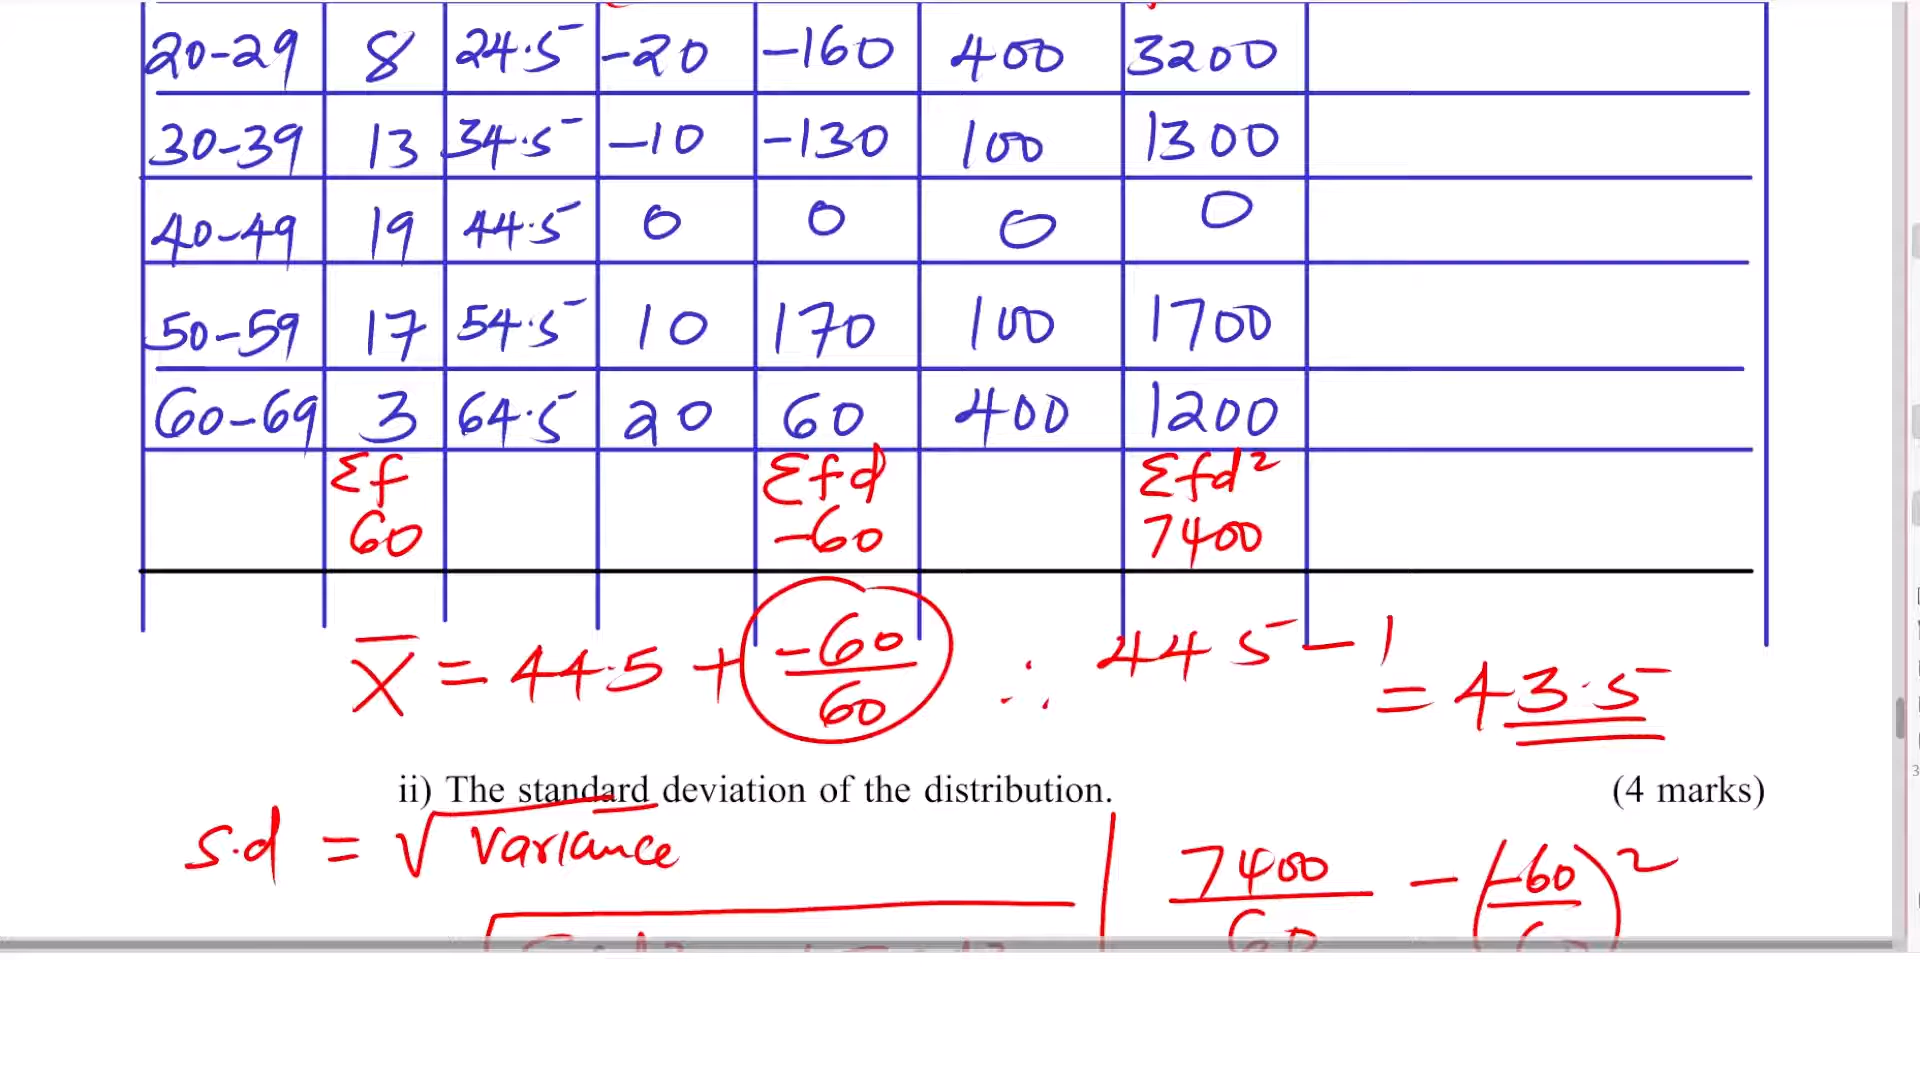 20-29 8 24.5 -20 -160 400 3200
30-39 13 34.5 -10 -130 100 1300
40-49 19 44.5 0 0 0 0
50-59 17 54.5 10 170 100 1700
60-69 3 64.5 20 60 400 1200
Σf Σfd Σfd²
60 -60 7400
X̄ = 44.5 + -60/60 ∴ 44 5 - 1 = 43.5
ii) The standard deviation of the distribution. (4 marks)
s.d = √variance
7400/60 - (-60/60)²